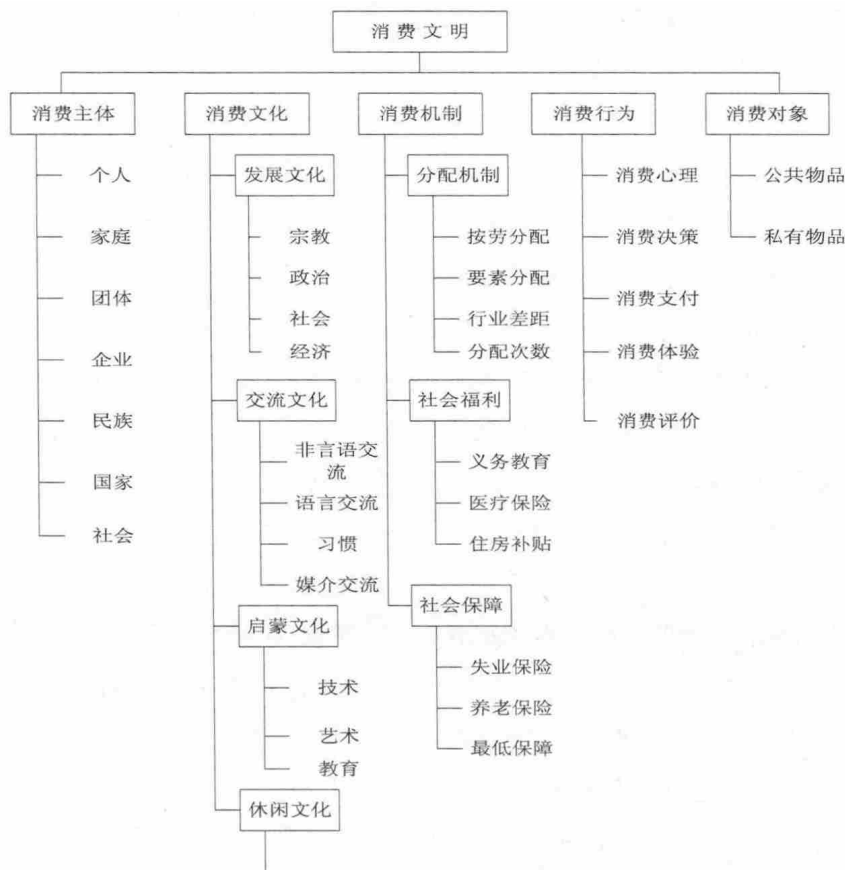 消费文明
消费主体
消费文化
消费机制
消费行为
消费对象
个人
家庭
团体
企业
民族
国家
社会
发展文化
宗教
政治
社会
经济
交流文化
非言语交
流
语言交流
习惯
媒介交流
启蒙文化
技术
艺术
教育
休闲文化
分配机制
按劳分配
要素分配
行业差距
分配次数
社会福利
义务教育
医疗保险
住房补贴
社会保障
失业保险
养老保险
最低保障
消费心理
消费决策
消费支付
消费体验
消费评价
公共物品
私有物品